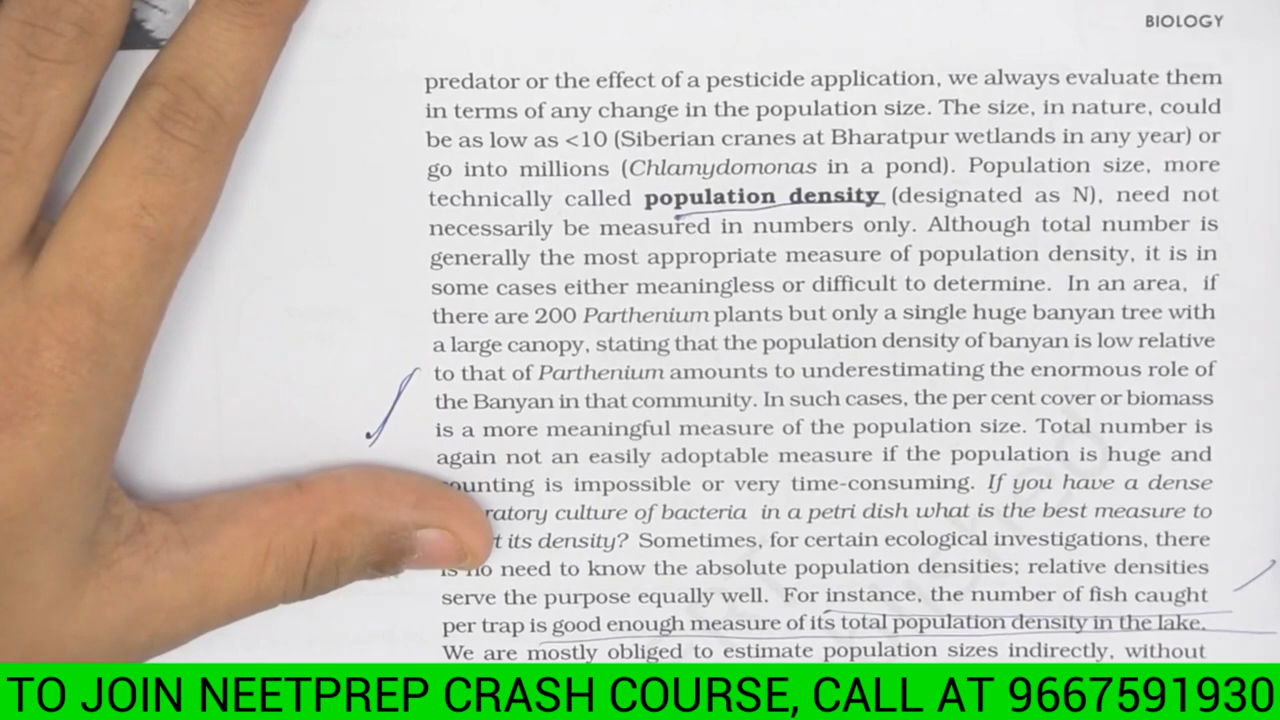 BIOLOGY
predator or the effect of a pesticide application, we always evaluate them
in terms of any change in the population size. The size, in nature, could
be as low as <10 (Siberian cranes at Bharatpur wetlands in any year) or
go into millions (Chlamydomonas in a pond). Population size, more
technically called population density (designated as N), need not
necessarily be measured in numbers only. Although total number is
generally the most appropriate measure of population density, it is in
some cases either meaningless or difficult to determine. In an area, if
there are 200 Parthenium plants but only a single huge banyan tree with
a large canopy, stating that the population density of banyan is low relative
to that of Parthenium amounts to underestimating the enormous role of
the Banyan in that community. In such cases, the per cent cover or biomass
is a more meaningful measure of the population size. Total number is
again not an easily adoptable measure if the population is huge and
ounting is impossible or very time-consuming. If you have a dense
ratory culture of bacteria in a petri dish what is the best measure to
t its density? Sometimes, for certain ecological investigations, there
is no need to know the absolute population densities; relative densities
serve the purpose equally well. For instance, the number of fish caught
per trap is good enough measure of its total population density in the lake.
We are mostly obliged to estimate population sizes indirectly, without
TO JOIN NEETPREP CRASH COURSE, CALL AT 9667591930